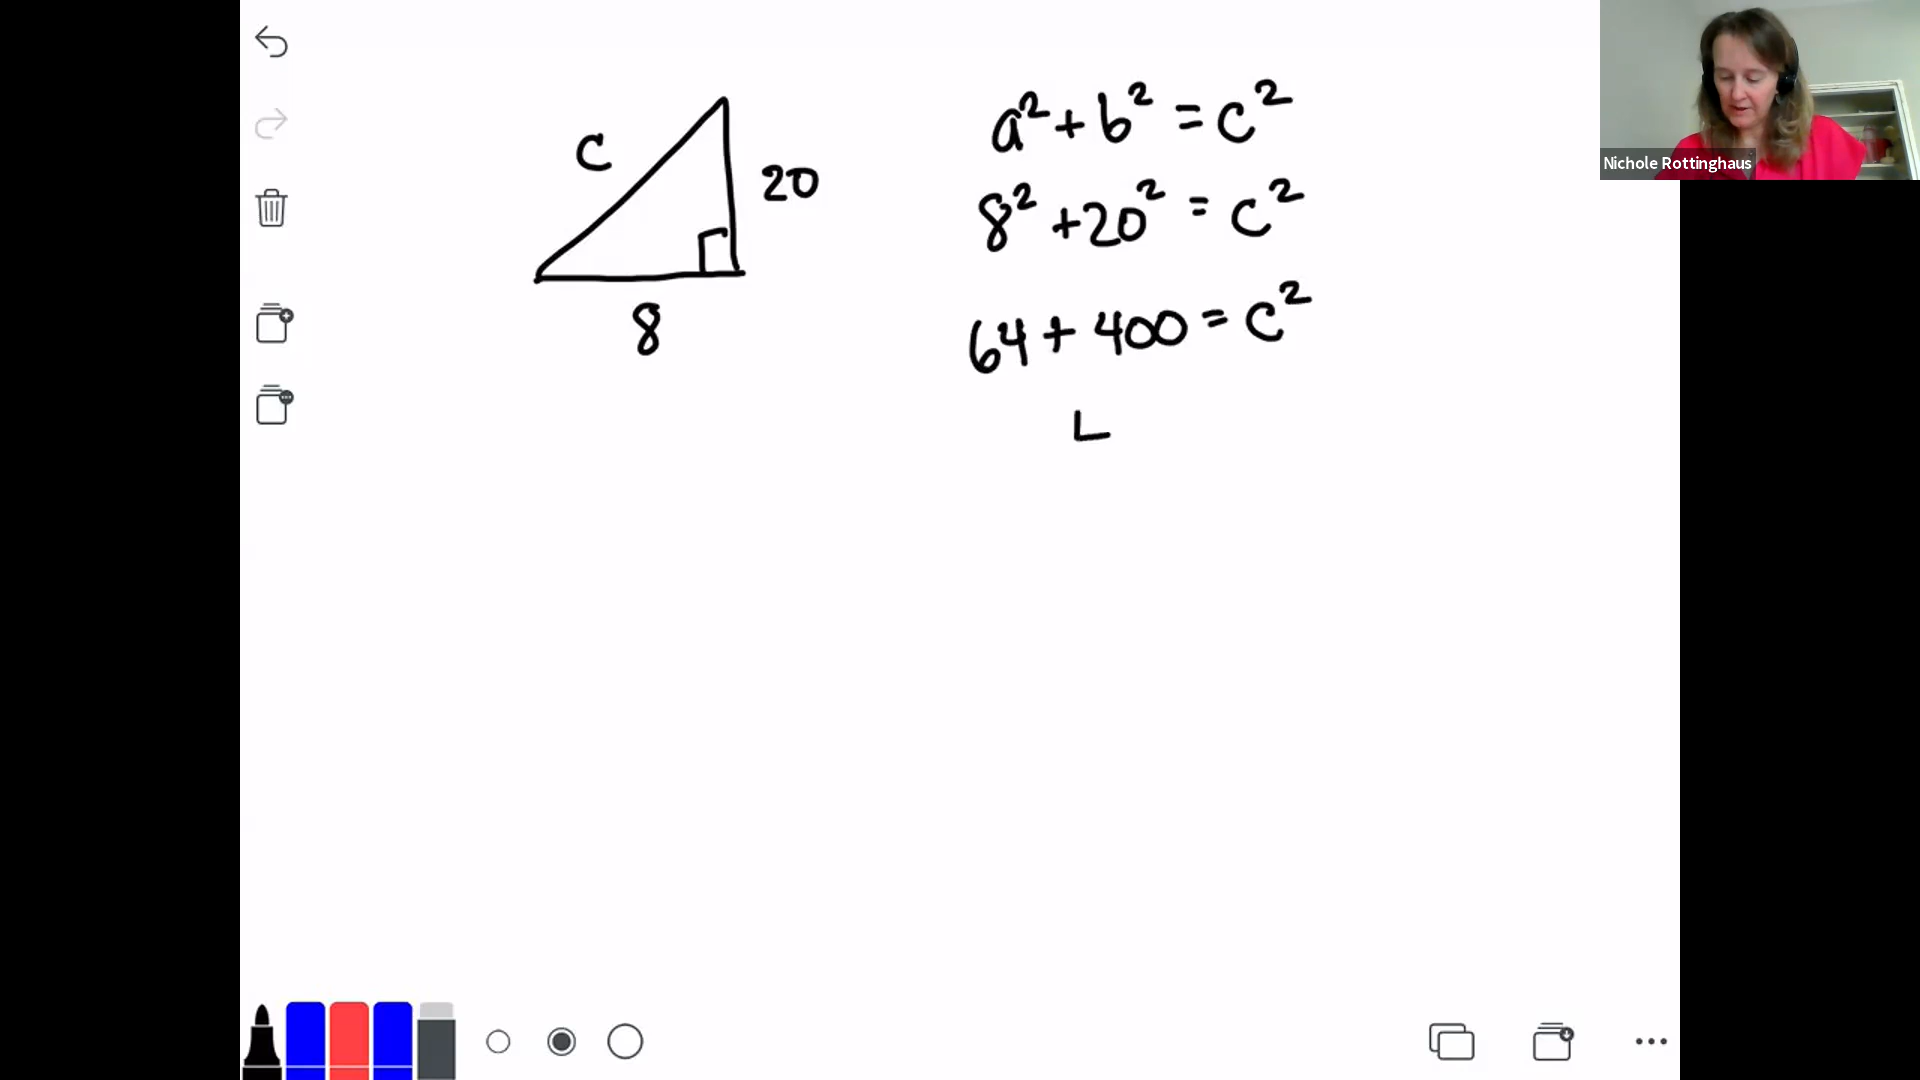 c
20
8
a² + b² = c²
8² + 20² = c²
64 + 400 = c²
Nichole Rottinghaus